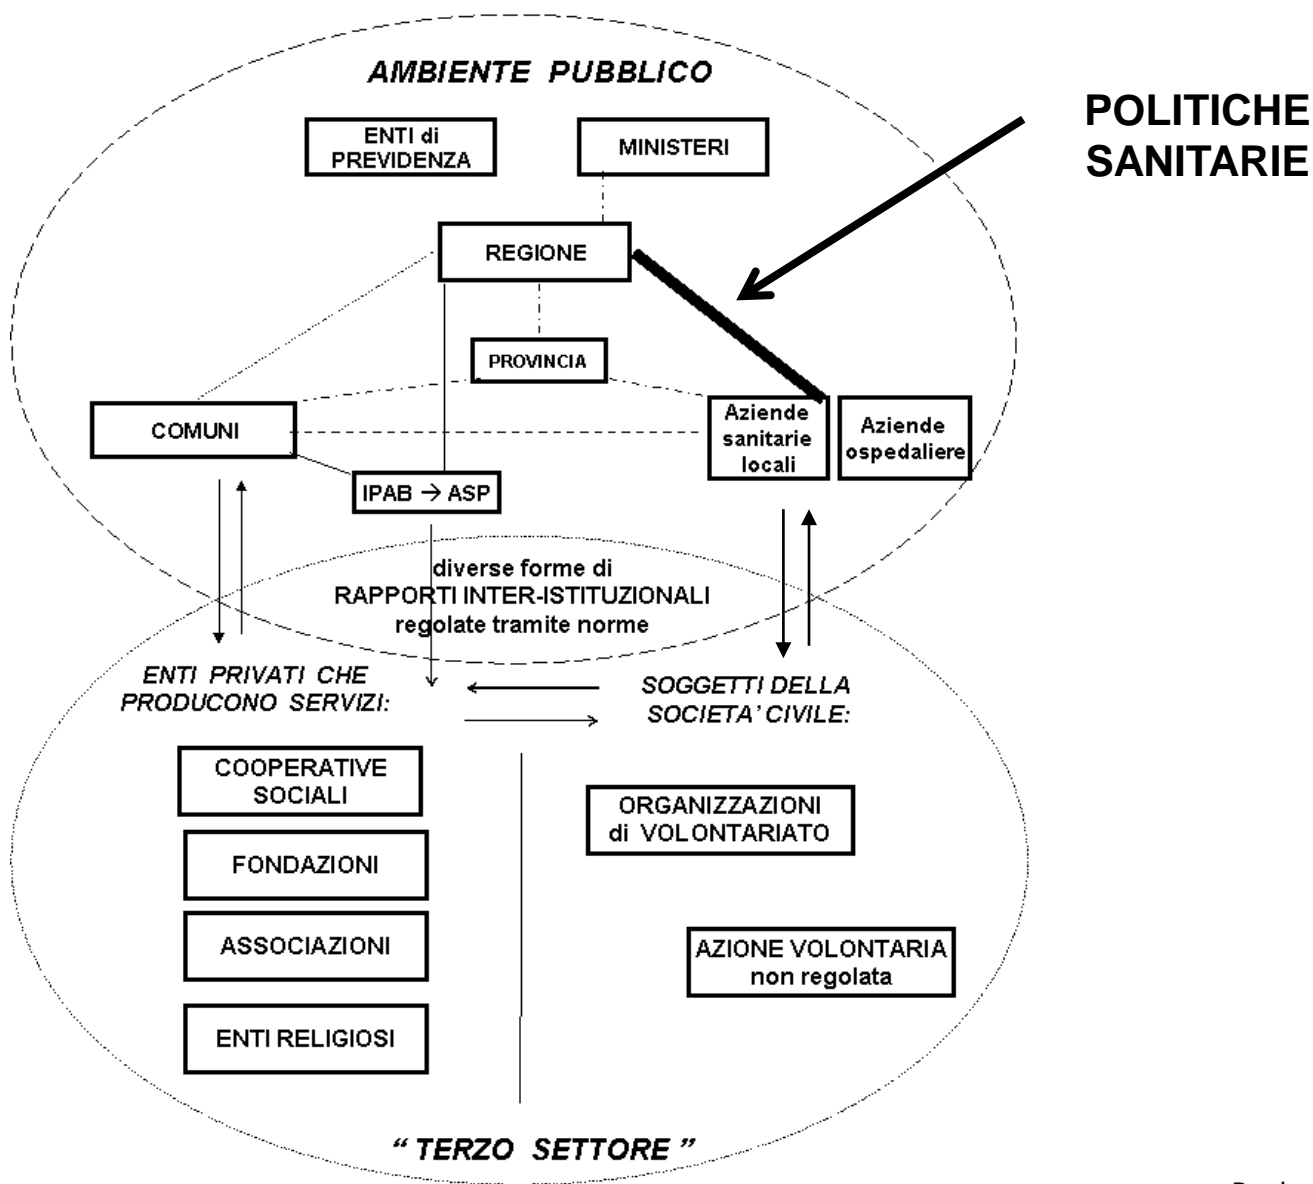 AMBIENTE PUBBLICO
POLITICHE
SANITARIE
ENTI di
PREVIDENZA
MINISTERI
REGIONE
PROVINCIA
COMUNI
Aziende
sanitarie
locali
Aziende
ospedaliere
IPAB → ASP
diverse forme di
RAPPORTI INTER-ISTITUZIONALI
regolate tramite norme
ENTI PRIVATI CHE
PRODUCONO SERVIZI:
SOGGETTI DELLA
SOCIETA' CIVILE:
COOPERATIVE
SOCIALI
FONDAZIONI
ASSOCIAZIONI
ENTI RELIGIOSI
ORGANIZZAZIONI
di VOLONTARIATO
AZIONE VOLONTARIA
non regolata
“ TERZO SETTORE ”